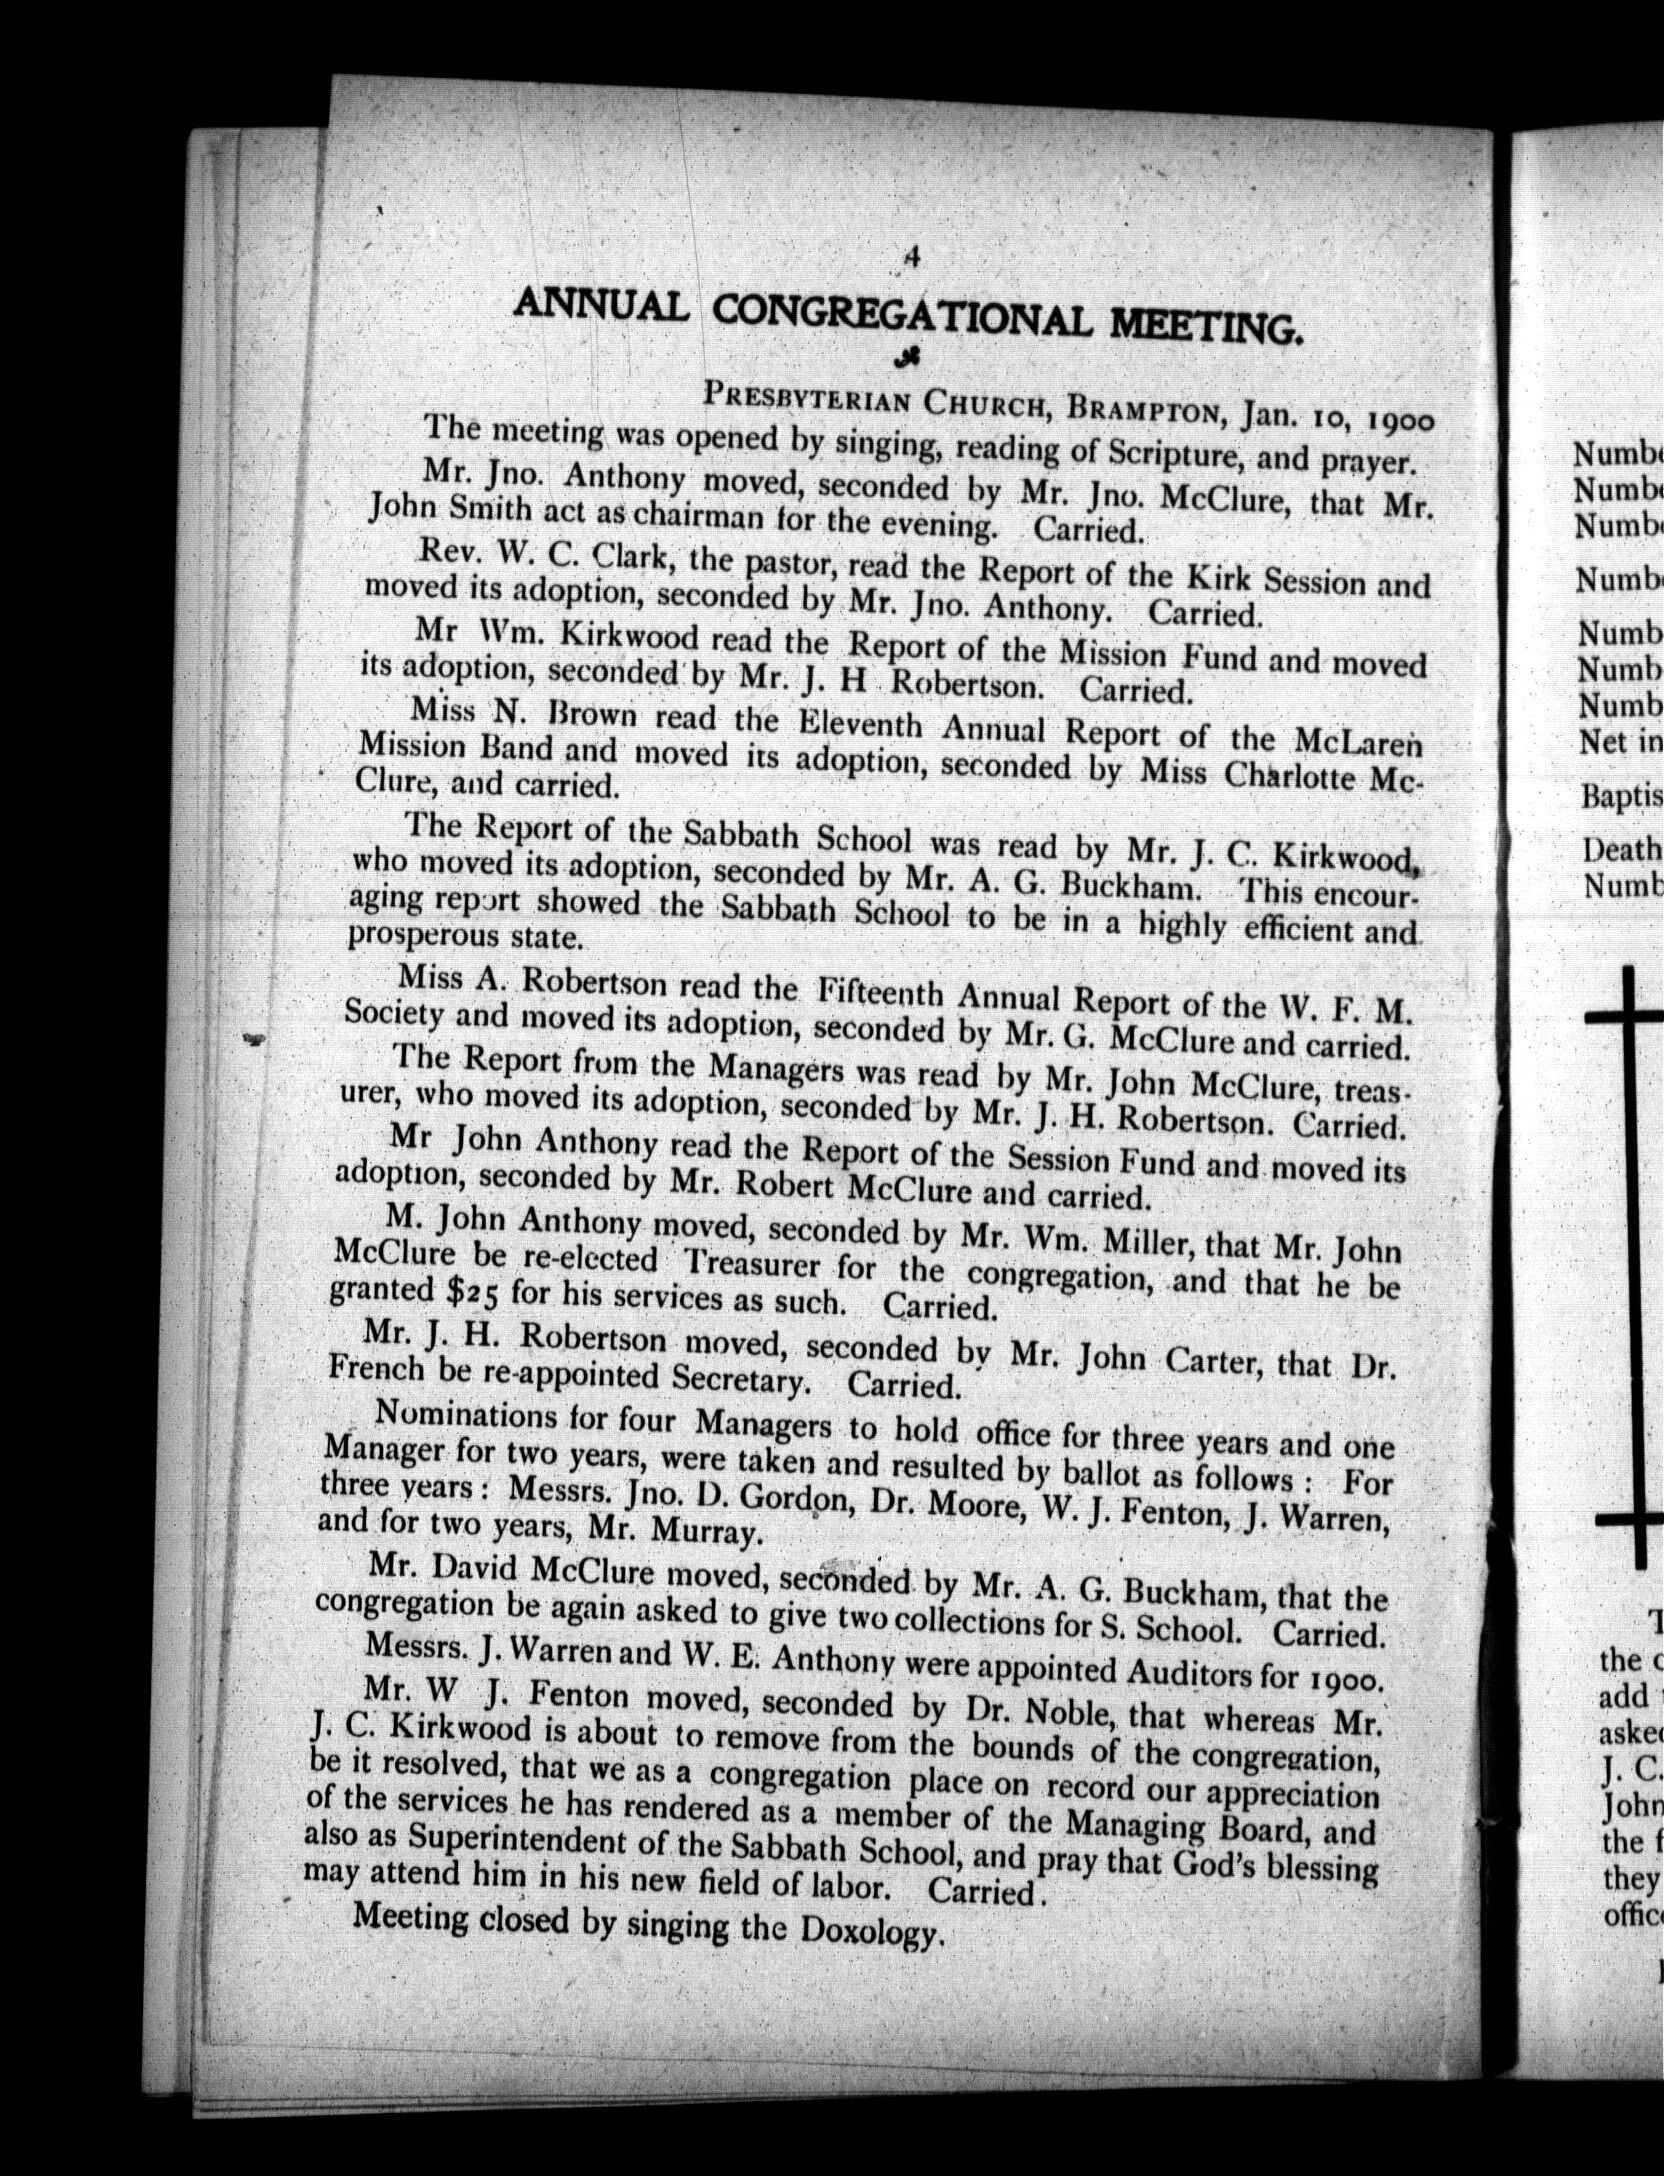 4
ANNUAL CONGREGATIONAL MEETING.
PRESBYTERIAN CHURCH, BRAMPTON, Jan. 10, 1900
The meeting was opened by singing, reading of Scripture, and prayer.
Mr. Jno. Anthony moved, seconded by Mr. Jno. McClure, that Mr.
John Smith act as chairman for the evening. Carried.
Rev. W. C. Clark, the pastor, read the Report of the Kirk Session and
moved its adoption, seconded by Mr. Jno. Anthony. Carried.
Mr Wm. Kirkwood read the Report of the Mission Fund and moved
its adoption, seconded by Mr. J. H Robertson. Carried.
Miss N. Brown read the Eleventh Annual Report of the McLaren
Mission Band and moved its adoption, seconded by Miss Charlotte Mc-
Clure, and carried.
The Report of the Sabbath School was read by Mr. J. C. Kirkwood,
who moved its adoption, seconded by Mr. A. G. Buckham. This encour-
aging report showed the Sabbath School to be in a highly efficient and
prosperous state.
Miss A. Robertson read the Fifteenth Annual Report of the W. F. M.
Society and moved its adoption, seconded by Mr. G. McClure and carried.
The Report from the Managers was read by Mr. John McClure, treas-
urer, who moved its adoption, seconded by Mr. J. H. Robertson. Carried.
Mr John Anthony read the Report of the Session Fund and moved its
adoption, seconded by Mr. Robert McClure and carried.
M. John Anthony moved, seconded by Mr. Wm. Miller, that Mr. John
McClure be re-elected Treasurer for the congregation, and that he be
granted $25 for his services as such. Carried.
Mr. J. H. Robertson moved, seconded by Mr. John Carter, that Dr.
French be re-appointed Secretary. Carried.
Nominations for four Managers to hold office for three years and one
Manager for two years, were taken and resulted by ballot as follows : For
three years : Messrs. Jno. D. Gordon, Dr. Moore, W. J. Fenton, J. Warren,
and for two years, Mr. Murray.
Mr. David McClure moved, seconded by Mr. A. G. Buckham, that the
congregation be again asked to give two collections for S. School. Carried.
Messrs. J. Warren and W. E. Anthony were appointed Auditors for 1900.
Mr. W J. Fenton moved, seconded by Dr. Noble, that whereas Mr.
J. C. Kirkwood is about to remove from the bounds of the congregation,
be it resolved, that we as a congregation place on record our appreciation
of the services he has rendered as a member of the Managing Board, and
also as Superintendent of the Sabbath School, and pray that God's blessing
may attend him in his new field of labor. Carried.
Meeting closed by singing the Doxology.
Net in
the
add
J. C.
John
the
they